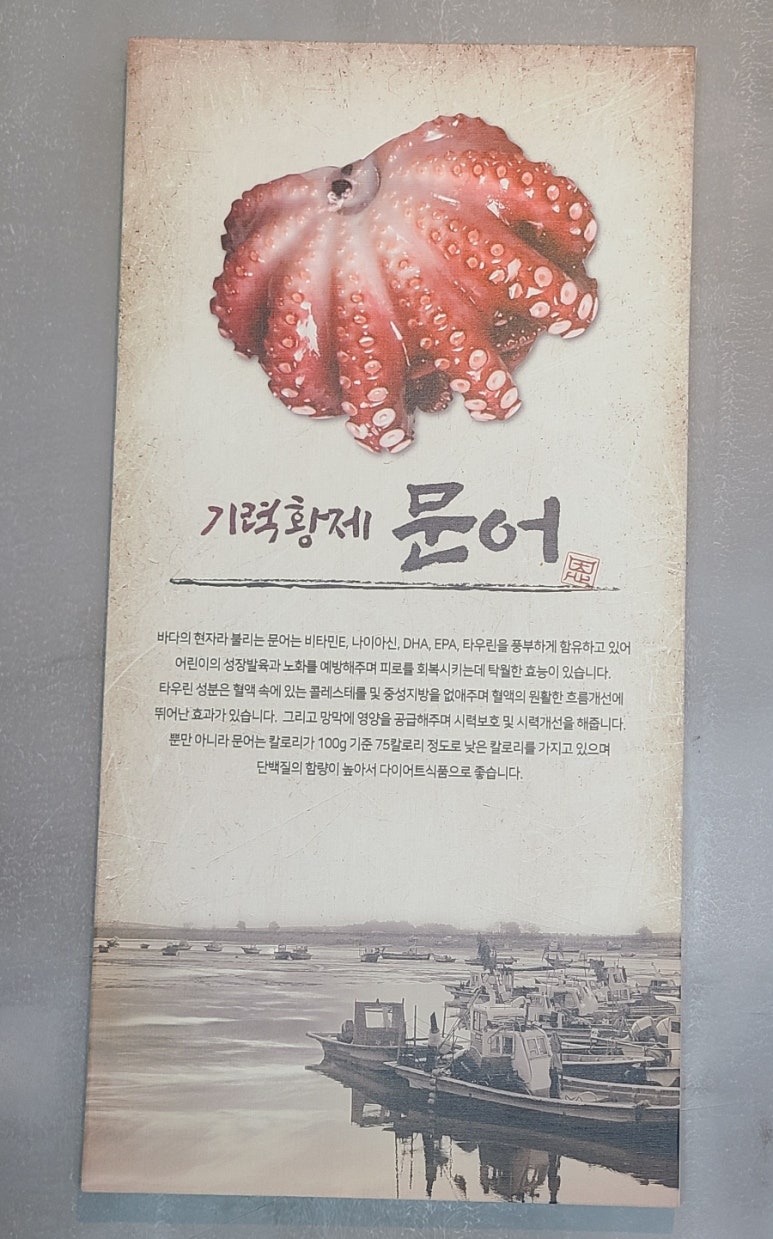 기력황제 문어
바다의 현자라 불리는 문어는 비타민E, 나이아신, DHA, EPA, 타우린을 풍부하게 함유하고 있어
어린이의 성장발육과 노화를 예방해주며 피로를 회복시키는데 탁월한 효능이 있습니다.
타우린 성분은 혈액 속에 있는 콜레스테롤 및 중성지방을 없애주며 혈액의 원활한 흐름개선에
뛰어난 효과가 있습니다. 그리고 망막에 영양을 공급해주며 시력보호 및 시력개선을 해줍니다.
뿐만 아니라 문어는 칼로리가 100g 기준 75칼로리 정도로 낮은 칼로리를 가지고 있으며
단백질의 함량이 높아서 다이어트식품으로 좋습니다.